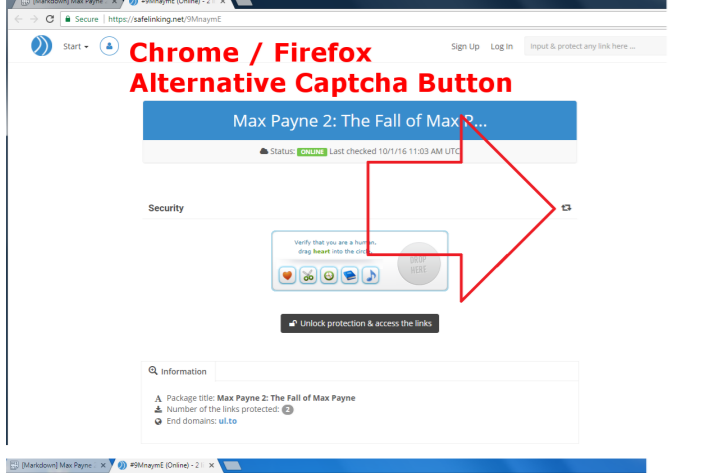 [Markdown] Max Payne
#9MnaymE (Online) - 2
Secure | https://safelinking.net/9MnaymE
Start
Chrome / Firefox
Sign Up Log In
Input & protect any link here ...
Alternative Captcha Button
Max Payne 2: The Fall of Max P...
Status: ONLINE Last checked 10/1/16 11:03 AM UTC
Security
Verify that you are a human,
drag heart into the circle.
DROP
HERE
Unlock protection & access the links
Information
A Package title: Max Payne 2: The Fall of Max Payne
Number of the links protected: 2
End domains: ul.to
[Markdown] Max Payne
#9MnaymE (Online) - 2